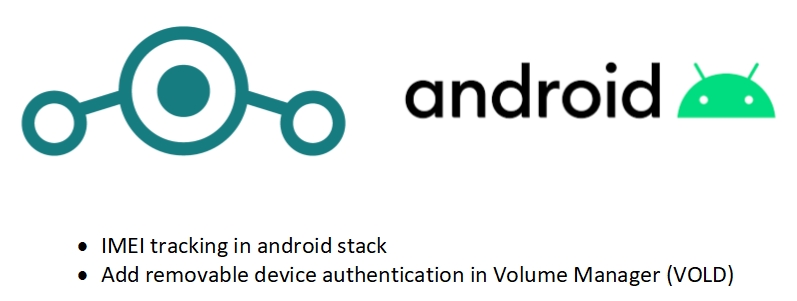 android
IMEI tracking in android stack
Add removable device authentication in Volume Manager (VOLD)